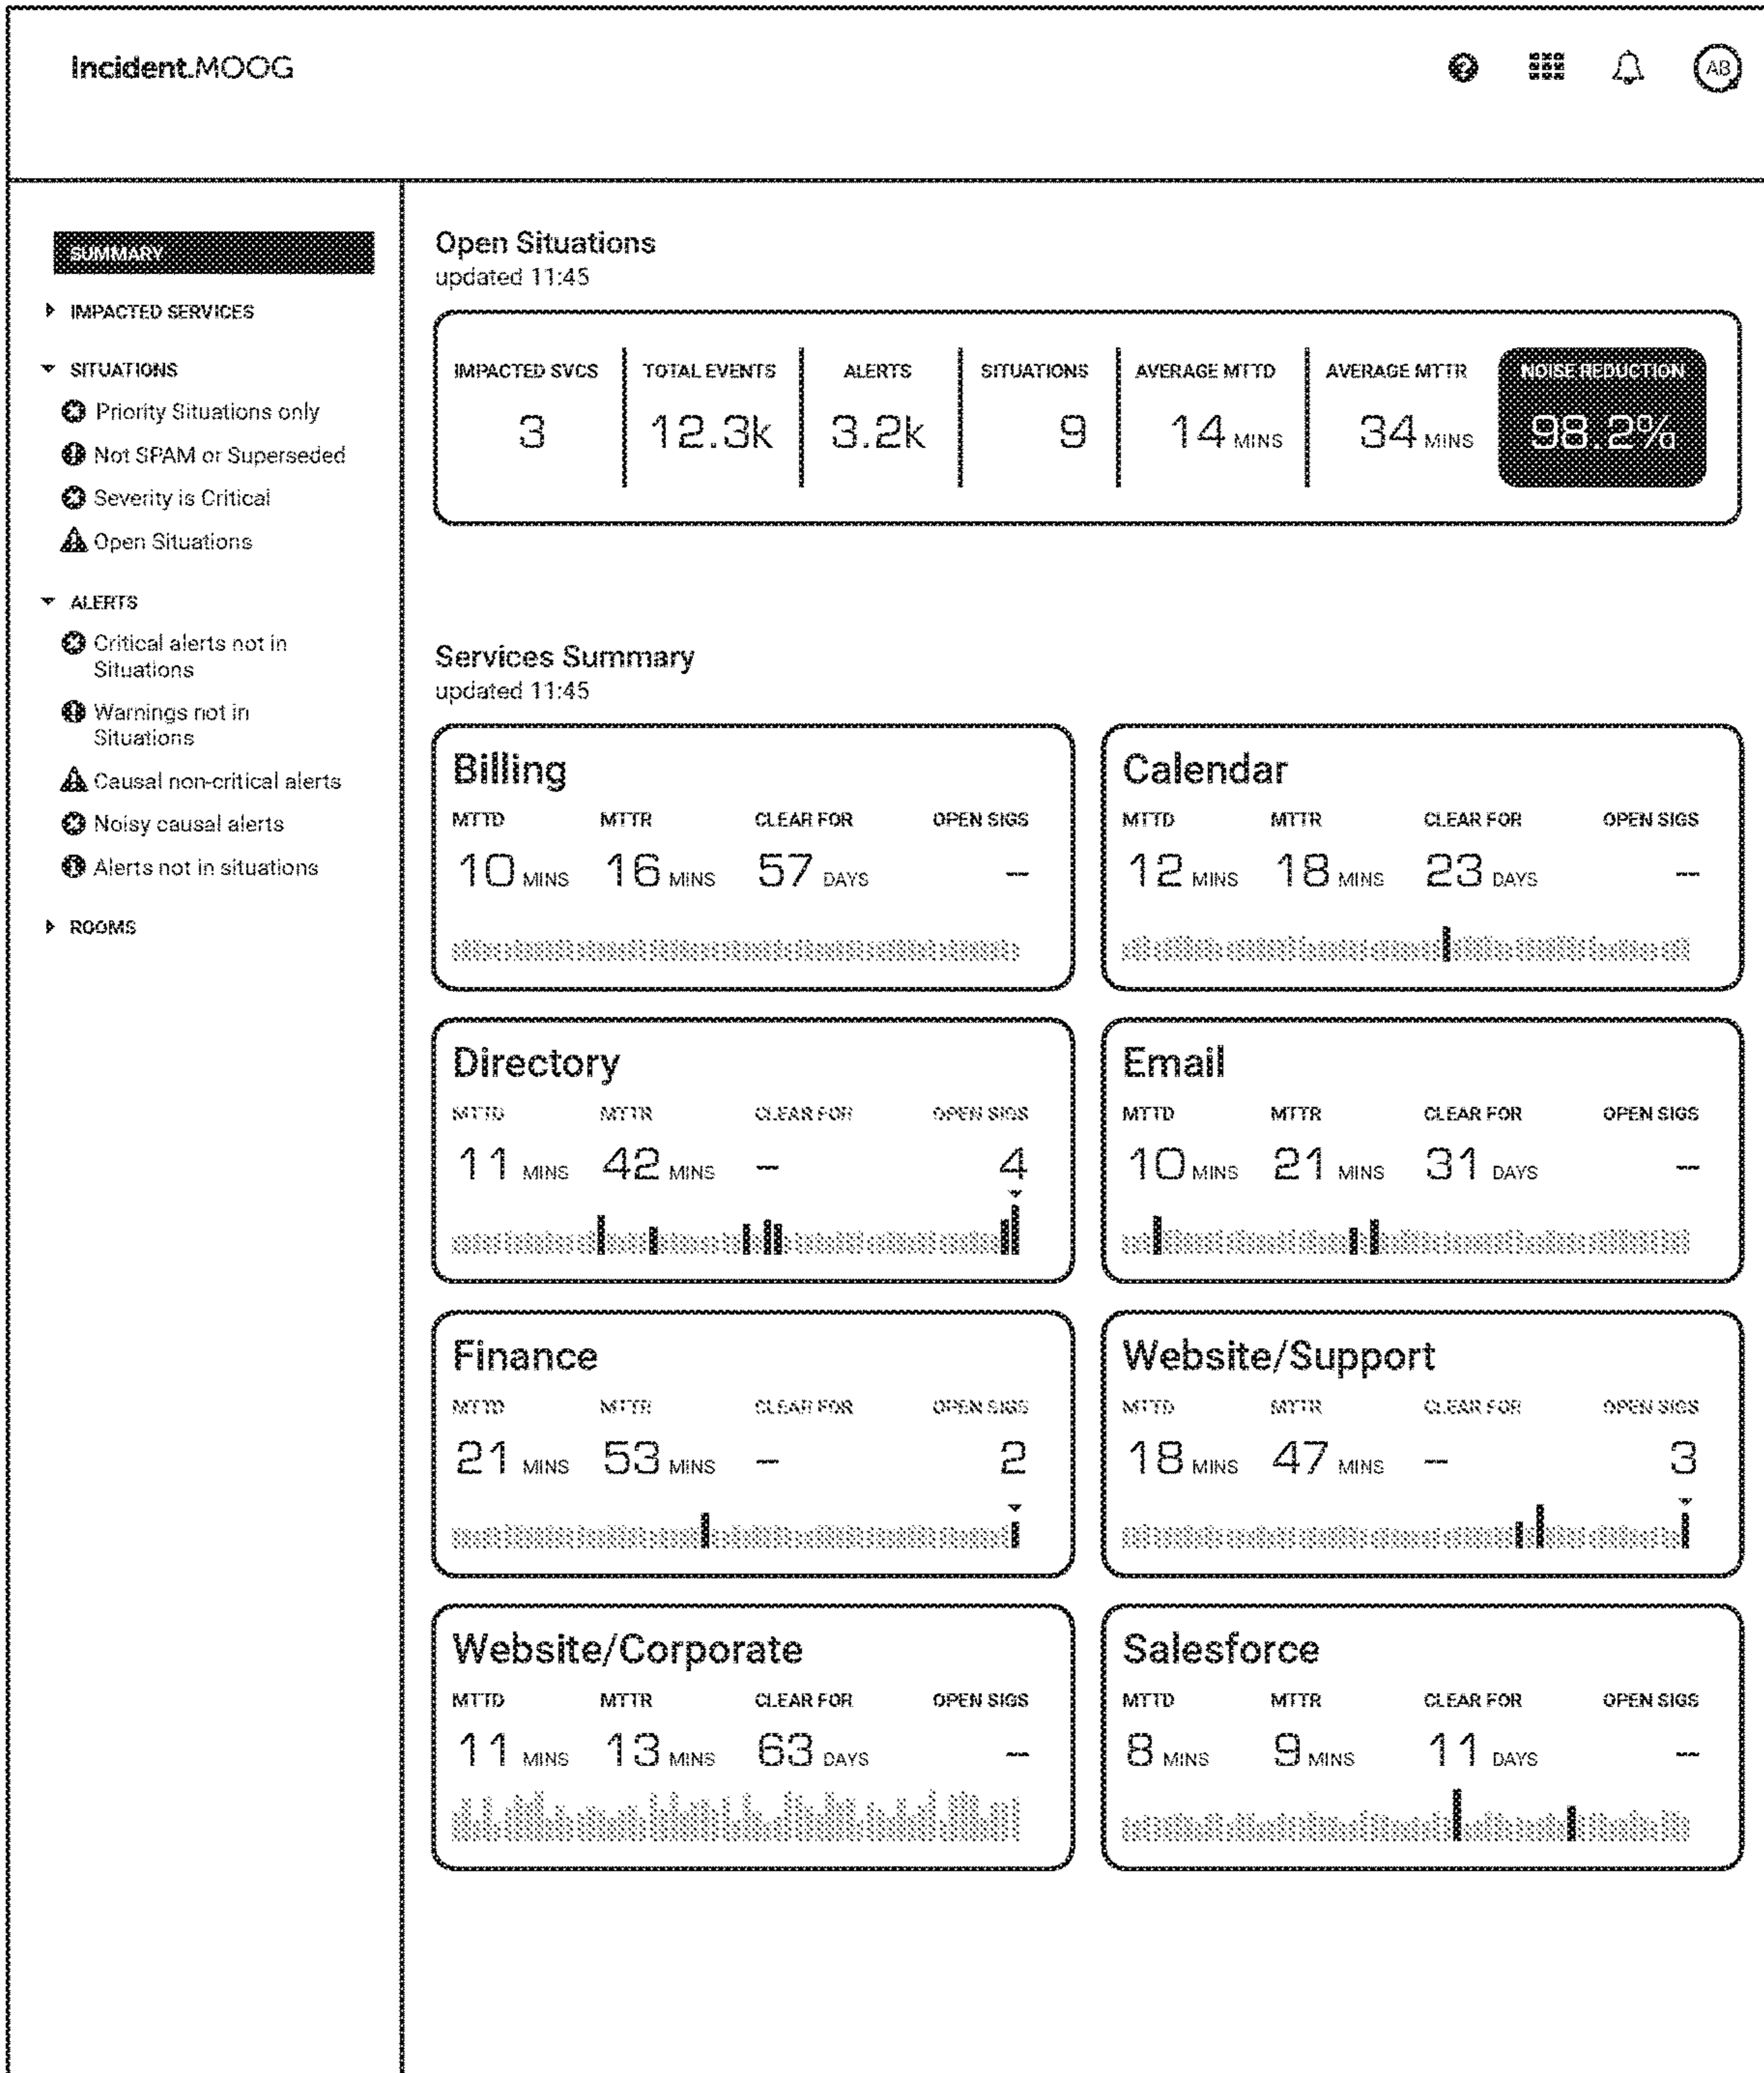 Incident.MOOG
AB
SUMMARY
IMPACTED SERVICES
SITUATIONS
Priority Situations only
Not SPAM or Superseded
Severity is Critical
Open Situations
ALERTS
Critical alerts not in
Situations
Warnings not in
Situations
Causal non-critical alerts
Noisy causal alerts
Alerts not in situations
ROOMS
Open Situations
updated 11:45
IMPACTED SVCS TOTAL EVENTS ALERTS SITUATIONS AVERAGE MTTD AVERAGE MTTR NOISE REDUCTION
3 12.3k 3.2k 9 14 MINS 34 MINS 98.2%
Services Summary
updated 11:45
Billing
MTTD MTTR CLEAR FOR OPEN SIGS
10 MINS 16 MINS 57 DAYS –
Calendar
MTTD MTTR CLEAR FOR OPEN SIGS
12 MINS 18 MINS 23 DAYS –
Directory
MTTD MTTR CLEAR FOR OPEN SIGS
11 MINS 42 MINS – 4
Email
MTTD MTTR CLEAR FOR OPEN SIGS
10 MINS 21 MINS 31 DAYS –
Finance
MTTD MTTR CLEAR FOR OPEN SIGS
21 MINS 53 MINS – 2
Website/Support
MTTD MTTR CLEAR FOR OPEN SIGS
18 MINS 47 MINS – 3
Website/Corporate
MTTD MTTR CLEAR FOR OPEN SIGS
11 MINS 13 MINS 63 DAYS –
Salesforce
MTTD MTTR CLEAR FOR OPEN SIGS
8 MINS 9 MINS 11 DAYS –